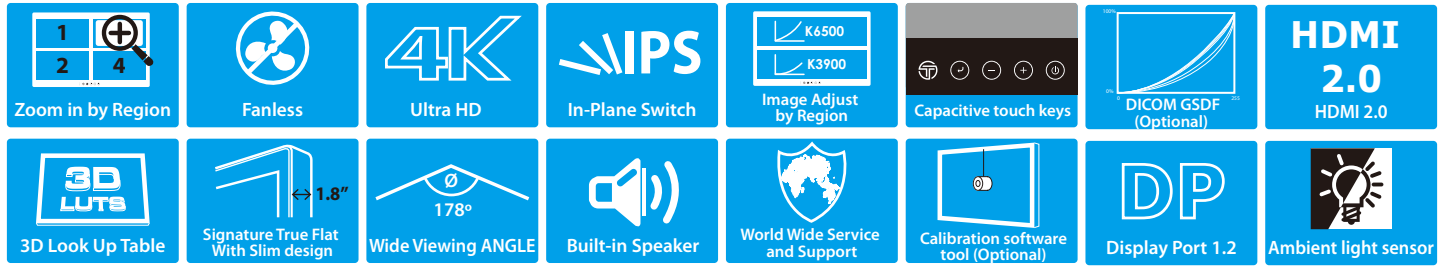 1
2 4
Zoom in by Region
Fanless
4K
Ultra HD
IPS
In-Plane Switch
K6500
K3900
Image Adjust
by Region
Capacitive touch keys
100%
0%
0 255
DICOM GSDF
(Optional)
HDMI
2.0
HDMI 2.0
3D
LUTS
3D Look Up Table
1.8”
Signature True Flat
With Slim design
Ø
178º
Wide Viewing ANGLE
Built-in Speaker
World Wide Service
and Support
Calibration software
tool (Optional)
DP
Display Port 1.2
Ambient light sensor